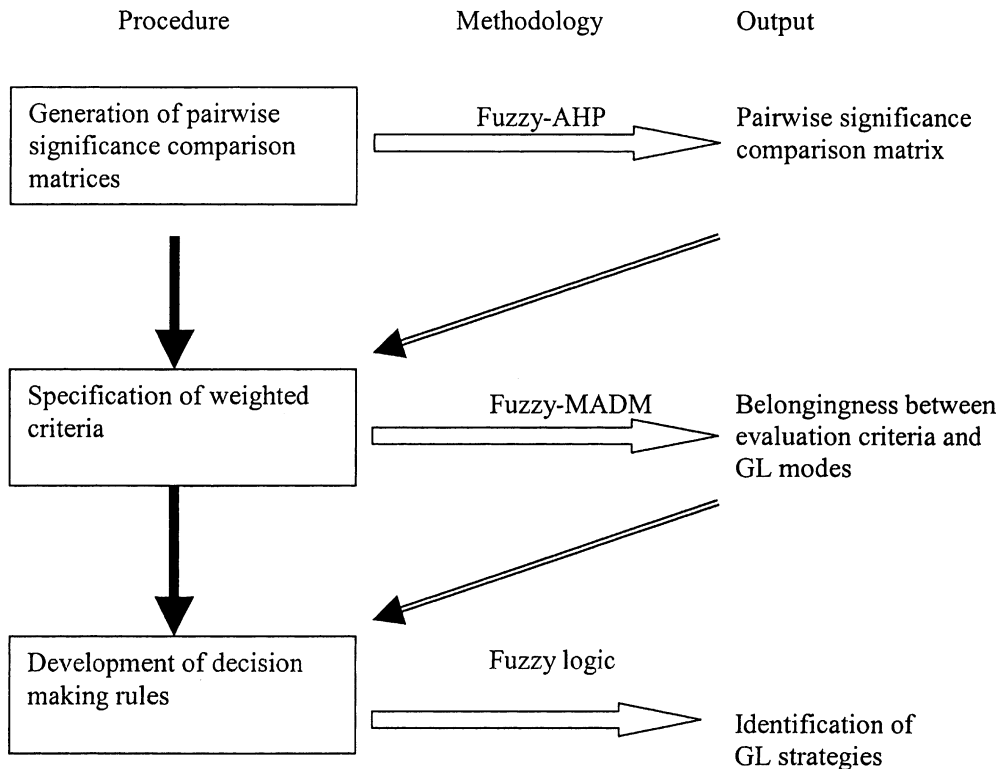 Procedure
Methodology
Output
Generation of pairwise
significance comparison
matrices
Fuzzy-AHP
Pairwise significance
comparison matrix
Specification of weighted
criteria
Fuzzy-MADM
Belongingness between
evaluation criteria and
GL modes
Development of decision
making rules
Fuzzy logic
Identification of
GL strategies